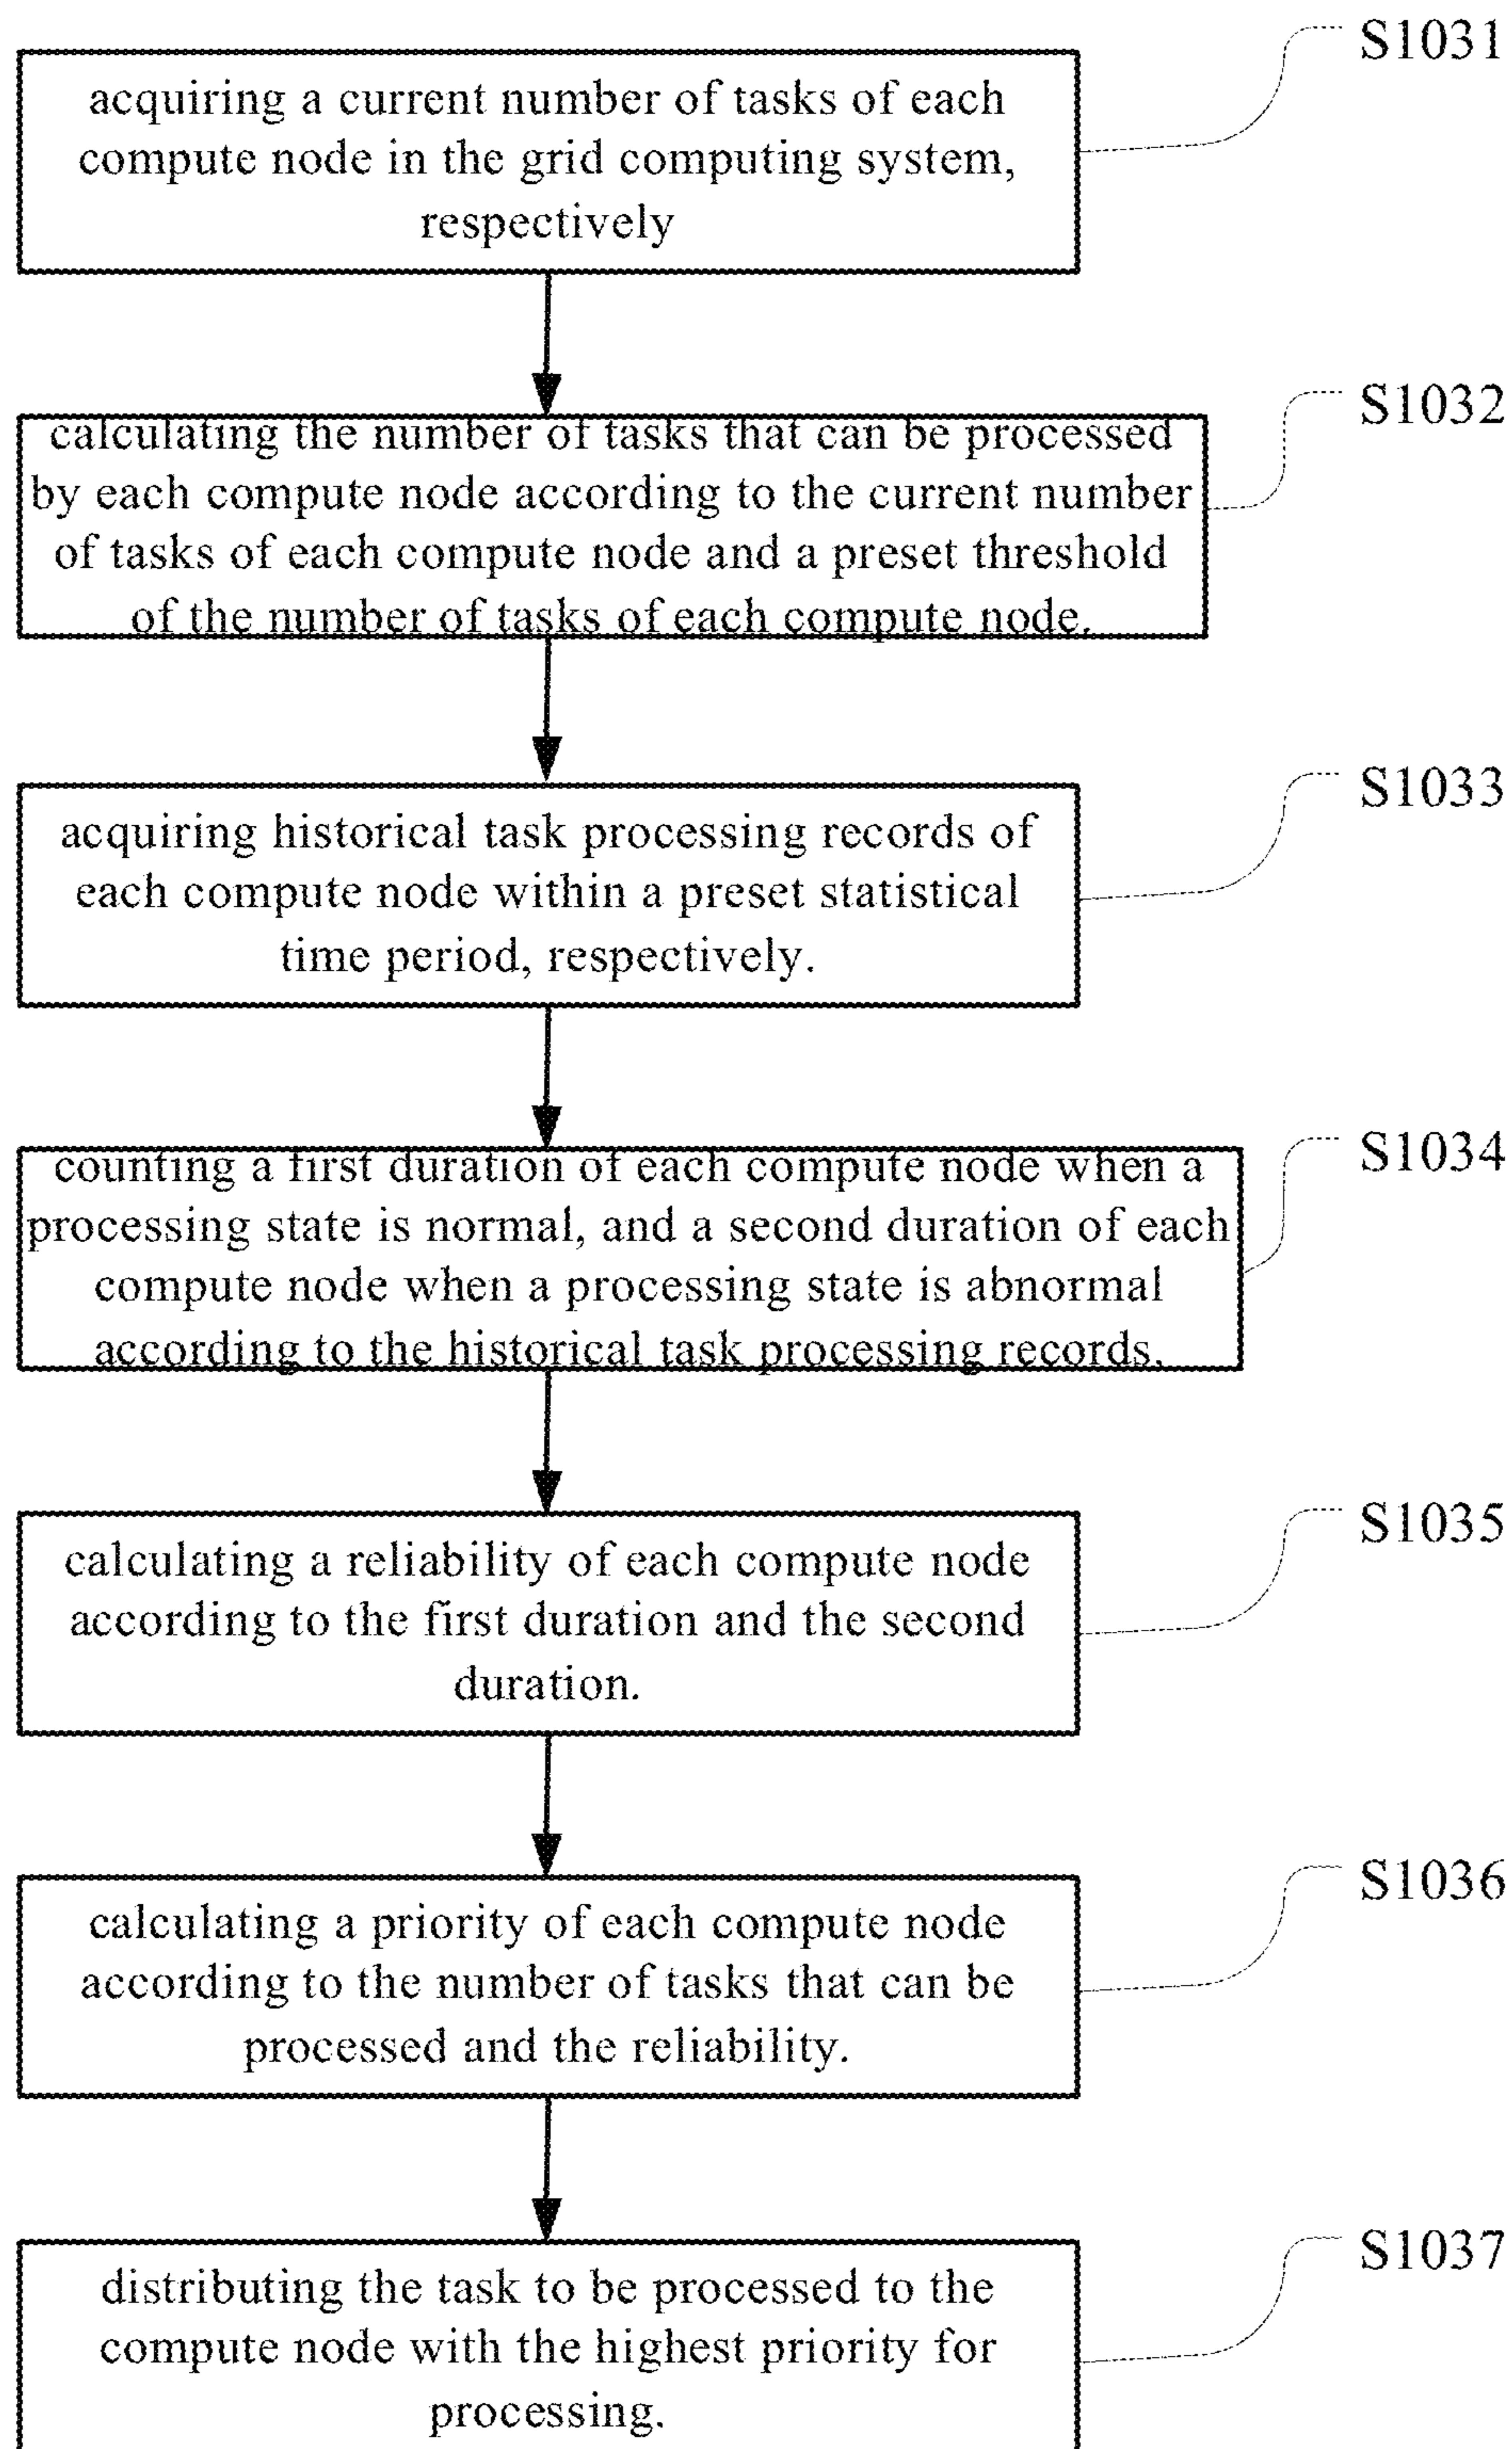 S1031
acquiring a current number of tasks of each
compute node in the grid computing system,
respectively
S1032
calculating the number of tasks that can be processed
by each compute node according to the current number
of tasks of each compute node and a preset threshold
of the number of tasks of each compute node.
S1033
acquiring historical task processing records of
each compute node within a preset statistical
time period, respectively.
S1034
counting a first duration of each compute node when a
processing state is normal, and a second duration of each
compute node when a processing state is abnormal
according to the historical task processing records.
S1035
calculating a reliability of each compute node
according to the first duration and the second
duration.
S1036
calculating a priority of each compute node
according to the number of tasks that can be
processed and the reliability.
S1037
distributing the task to be processed to the
compute node with the highest priority for
processing.